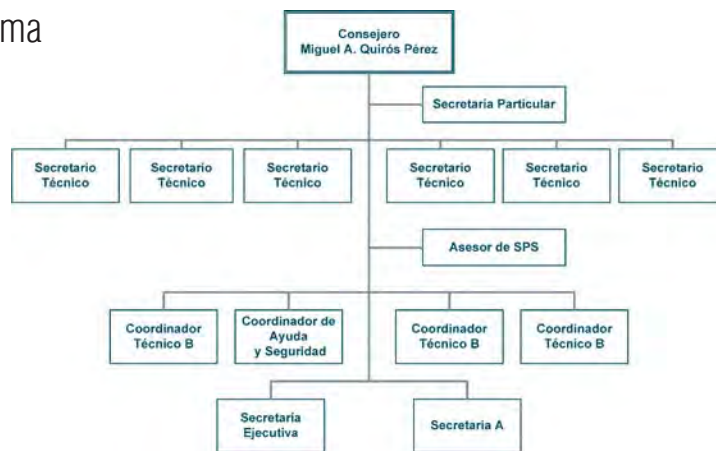 ma
Consejero
Miguel A. Quirós Pérez
Secretaria Particular
Secretario
Técnico
Secretario
Técnico
Secretario
Técnico
Secretario
Técnico
Secretario
Técnico
Secretario
Técnico
Asesor de SPS
Coordinador
Técnico B
Coordinador de
Ayuda
y Seguridad
Coordinador
Técnico B
Coordinador
Técnico B
Secretaria
Ejecutiva
Secretaria A